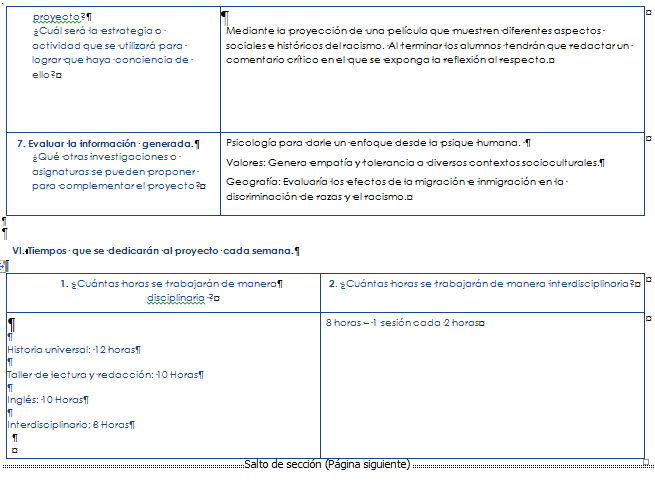 proyecto?¶
¿Cuál será la estrategia o
actividad que se utilizará para
lograr que haya conciencia de
ello?¤
¶
Mediante la proyección de una película que muestren diferentes aspectos
sociales e históricos del racismo. Al terminar los alumnos tendrán que redactar un
comentario crítico en el que se exponga la reflexión al respecto.¤
7. Evaluar la información generada.¶
¿Qué otras investigaciones o
asignaturas se pueden proponer
para complementar el proyecto?¤
Psicología para darle un enfoque desde la psique humana. ¶
Valores: Genera empatía y tolerancia a diversos contextos socioculturales.¶
Geografía: Evaluaría los efectos de la migración e inmigración en la
discriminación de razas y el racismo.¤
¶
¶
VI. Tiempos que se dedicarán al proyecto cada semana.¶
¶
1. ¿Cuántas horas se trabajarán de manera¶
disciplinaria ?¤
2. ¿Cuántas horas se trabajarán de manera interdisciplinaria?¤
¶
¶
Historia universal: 12 horas¶
¶
Taller de lectura y redacción: 10 Horas¶
¶
Inglés: 10 Horas¶
¶
Interdisciplinario: 8 Horas¶
¶
¤
8 horas – 1 sesión cada 2 horas¤
Salto de sección (Página siguiente)